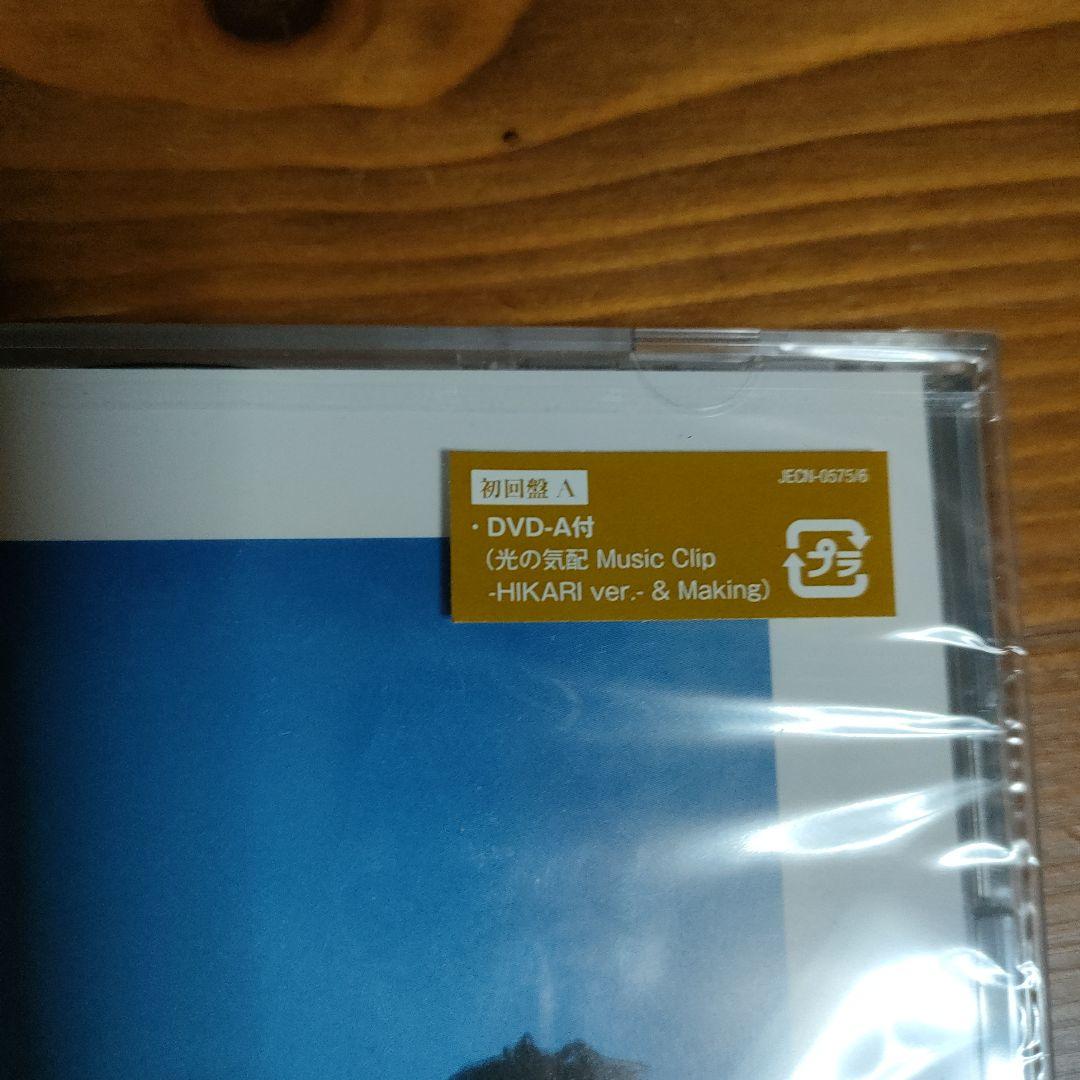 初回盤 A
JECN-0575/6
・DVD-A付
(光の気配 Music Clip
-HIKARI ver.- & Making)
プラ